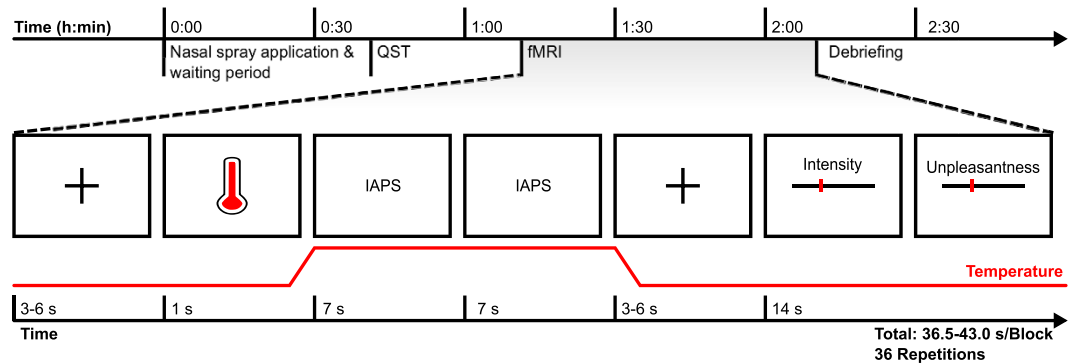 Time (h:min) 0:00 0:30 1:00 1:30 2:00 2:30
Nasal spray application & QST fMRI Debriefing
waiting period
IAPS IAPS Intensity Unpleasantness
Temperature
3-6 s 1 s 7 s 7 s 3-6 s 14 s
Time Total: 36.5-43.0 s/Block
36 Repetitions